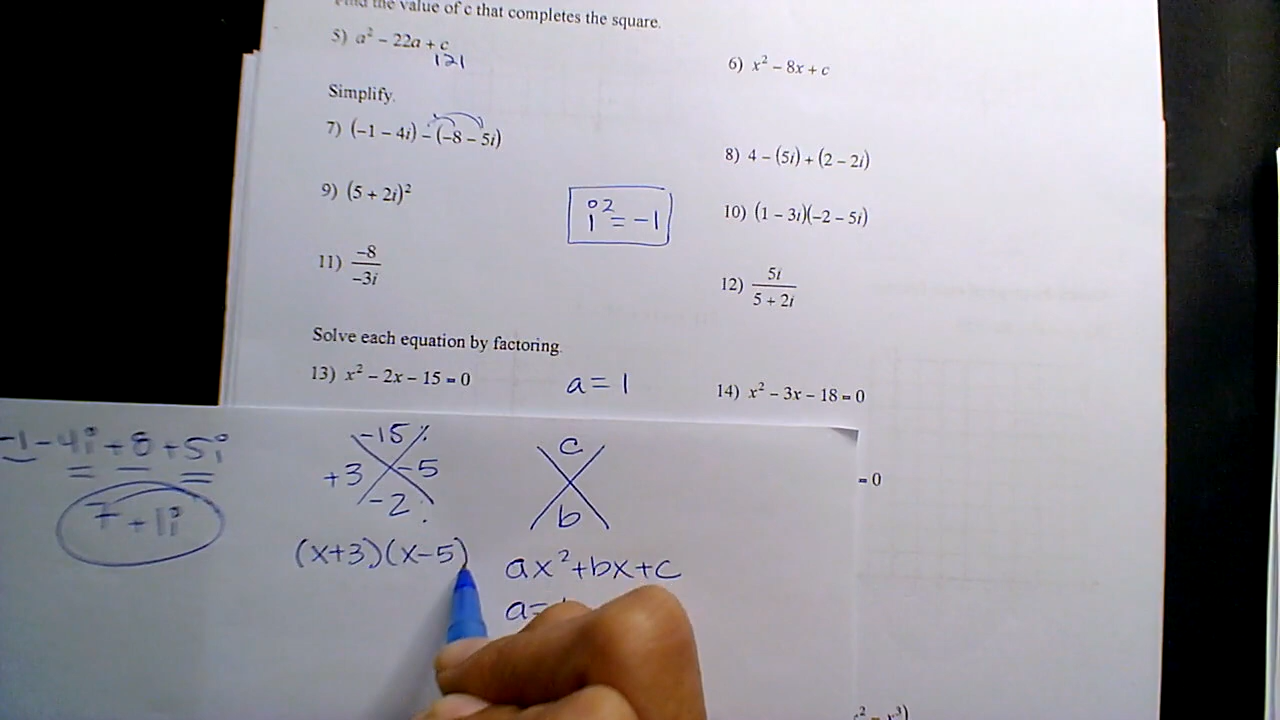 the value of c that completes the square.
5) a² − 22a + c
121
6) x² − 8x + c
Simplify.
7) (−1 − 4i) − (−8 − 5i)
8) 4 − (5i) + (2 − 2i)
9) (5 + 2i)²
i² = −1
10) (1 − 3i)(−2 − 5i)
11) −8/−3i
12) 5i/5 + 2i
Solve each equation by factoring.
13) x² − 2x − 15 = 0
a = 1
14) x² − 3x − 18 = 0
−1 − 4i + 8 + 5i
7 + 1i
−15
+3 −5
−2
c
b
= 0
(x+3)(x−5)
ax² + bx + c
a=